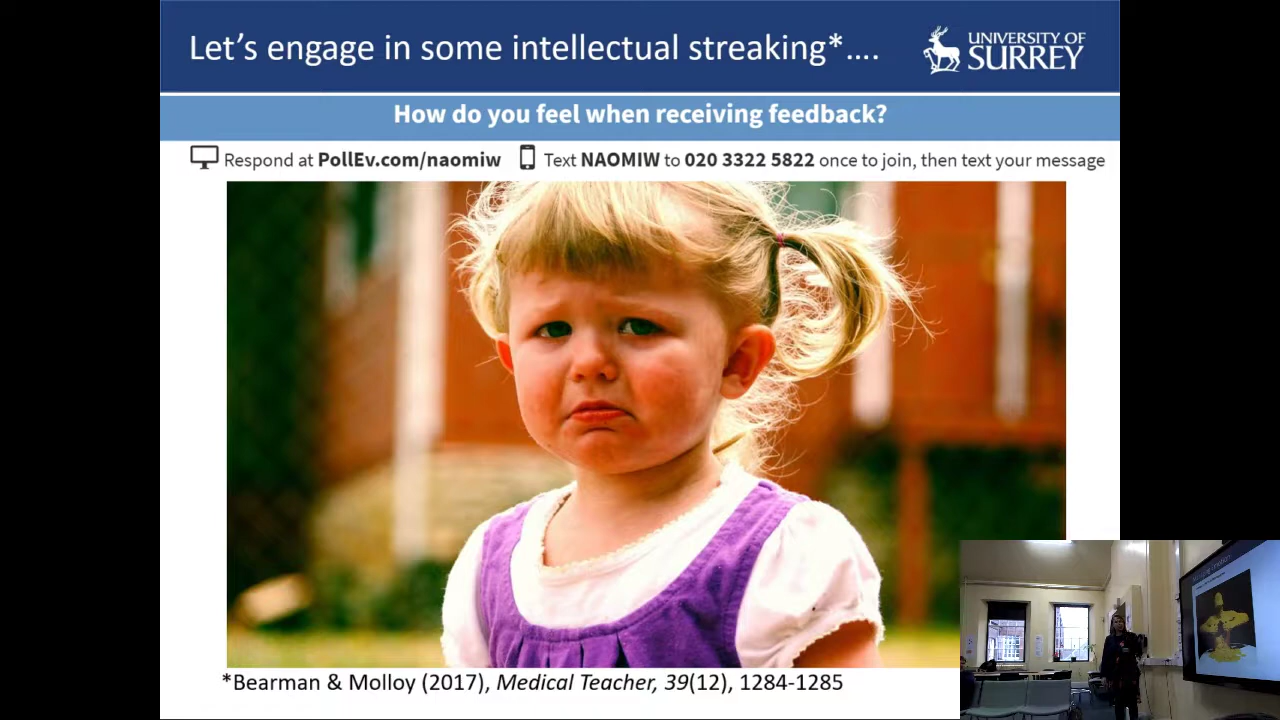 Let's engage in some intellectual streaking*....
UNIVERSITY OF
SURREY
How do you feel when receiving feedback?
Respond at PollEv.com/naomiw Text NAOMIW to 020 3322 5822 once to join, then text your message
*Bearman & Molloy (2017), Medical Teacher, 39(12), 1284-1285